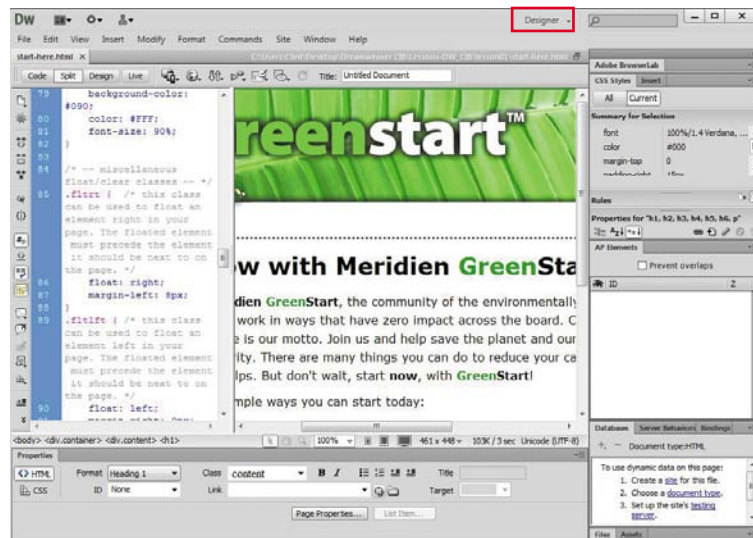 DW
Designer
File Edit View Insert Modify Format Commands Site Window Help
start-here.html ×
Code Split Design Live Title: Untitled Document
79 background-color:
#090;
80 color: #FFF;
81 font-size: 90%;
82 }
83
84 /* -- miscellaneous
float/clear classes -- */
85 .fltrt { /* this class
can be used to float an
element right in your
page. The floated element
must precede the element
it should be next to on
the page. */
86 float: right;
87 margin-left: 8px;
88 }
89 .fltlft { /* this class
can be used to float an
element left in your
page. The floated element
must precede the element
it should be next to on
the page. */
90 float: left;
reenstart™
ow with Meridien GreenSta
dien GreenStart, the community of the environmentally
work in ways that have zero impact across the board. C
e is our motto. Join us and help save the planet and our
ity. There are many things you can do to reduce your ca
lps. But don't wait, start now, with GreenStart!
mple ways you can start today:
<body> <div.container> <div.content> <h1> 100% 461 x 448 103K / 3 sec Unicode (UTF-8)
Properties
<> HTML Format Heading 1 Class content B I Title
CSS ID None Link Target
Page Properties... List Item...
Adobe BrowserLab
CSS Styles Insert
All Current
Summary for Selection
font 100%/1.4 Verdana, ...
color #000
margin-top 0
padding-right 15px
Rules
Properties for "h1, h2, h3, h4, h5, h6, p"
AP Elements
Prevent overlaps
ID Z
Databases Server Behaviors Bindings
Document type:HTML
To use dynamic data on this page:
1. Create a site for this file.
2. Choose a document type.
3. Set up the site's testing
server.
Files Assets